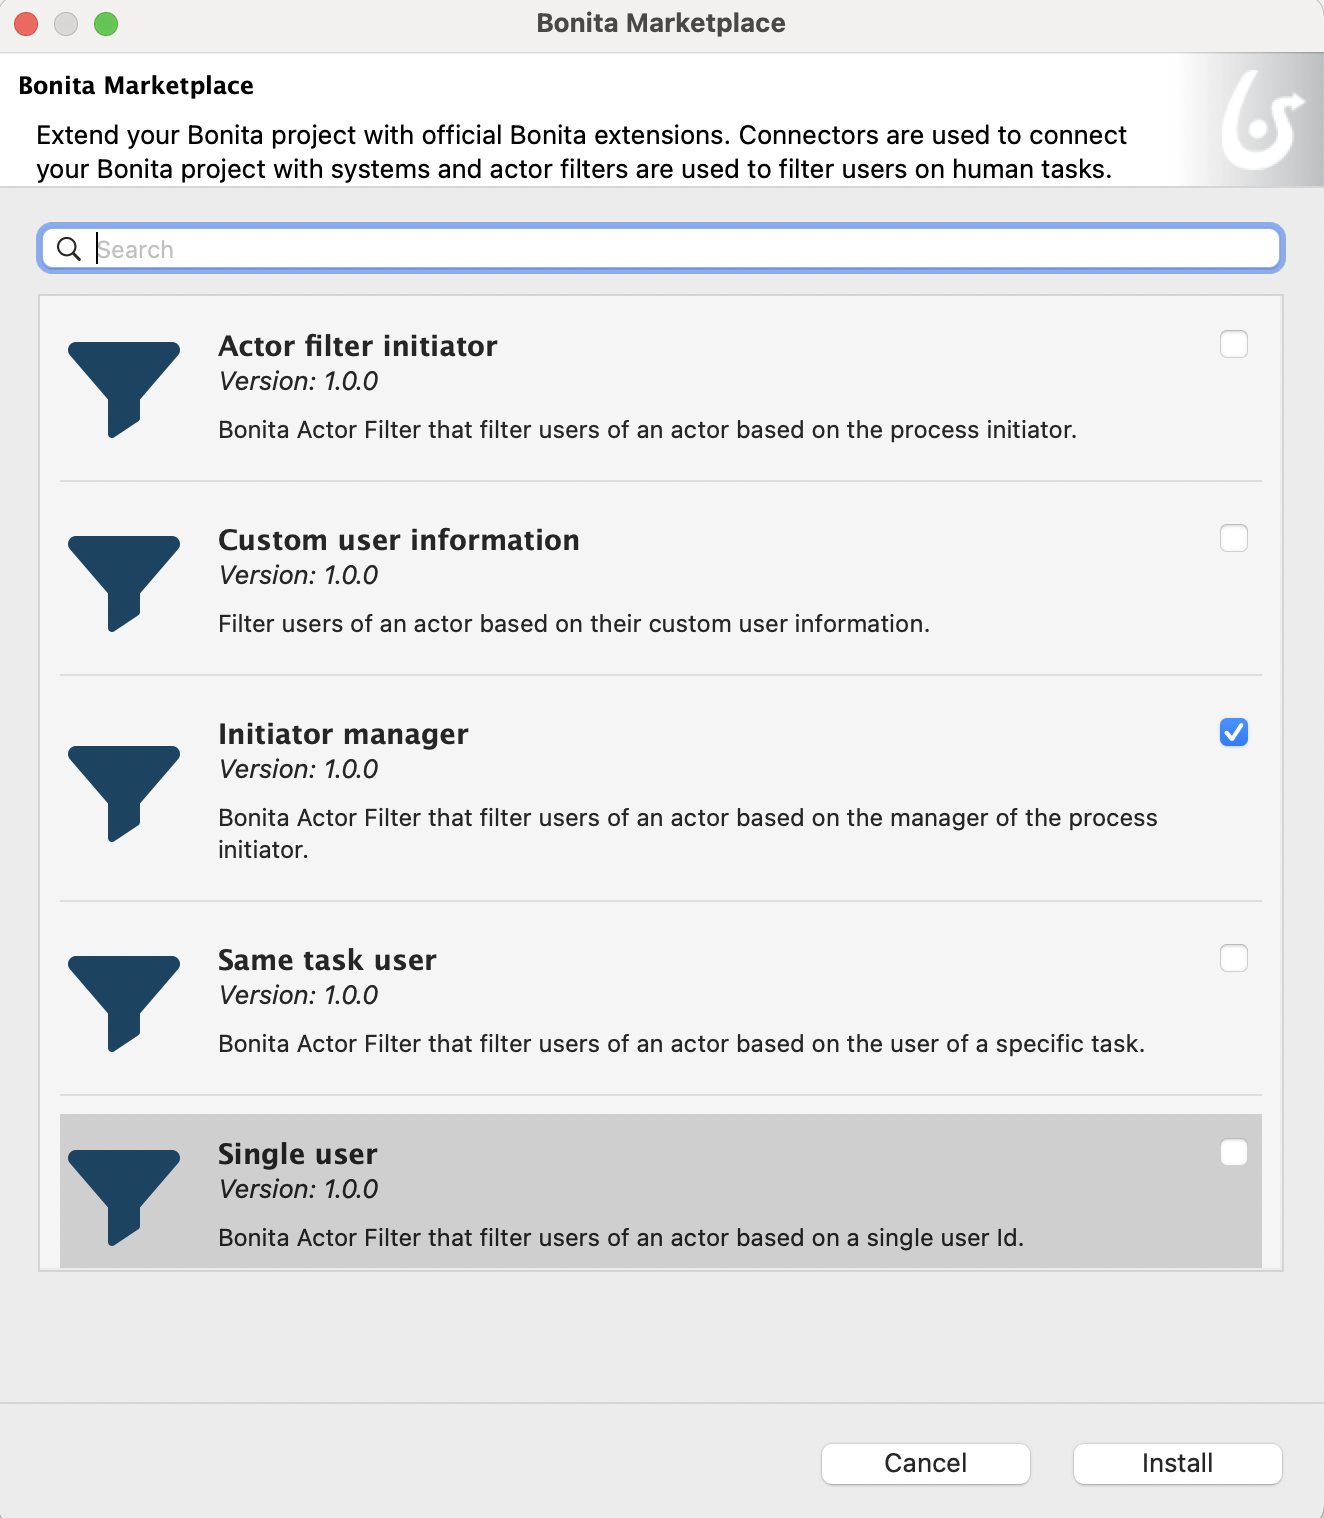 Bonita Marketplace
Bonita Marketplace
Extend your Bonita project with official Bonita extensions. Connectors are used to connect
your Bonita project with systems and actor filters are used to filter users on human tasks.
Search
Actor filter initiator
Version: 1.0.0
Bonita Actor Filter that filter users of an actor based on the process initiator.
Custom user information
Version: 1.0.0
Filter users of an actor based on their custom user information.
Initiator manager
Version: 1.0.0
Bonita Actor Filter that filter users of an actor based on the manager of the process
initiator.
Same task user
Version: 1.0.0
Bonita Actor Filter that filter users of an actor based on the user of a specific task.
Single user
Version: 1.0.0
Bonita Actor Filter that filter users of an actor based on a single user Id.
Cancel Install